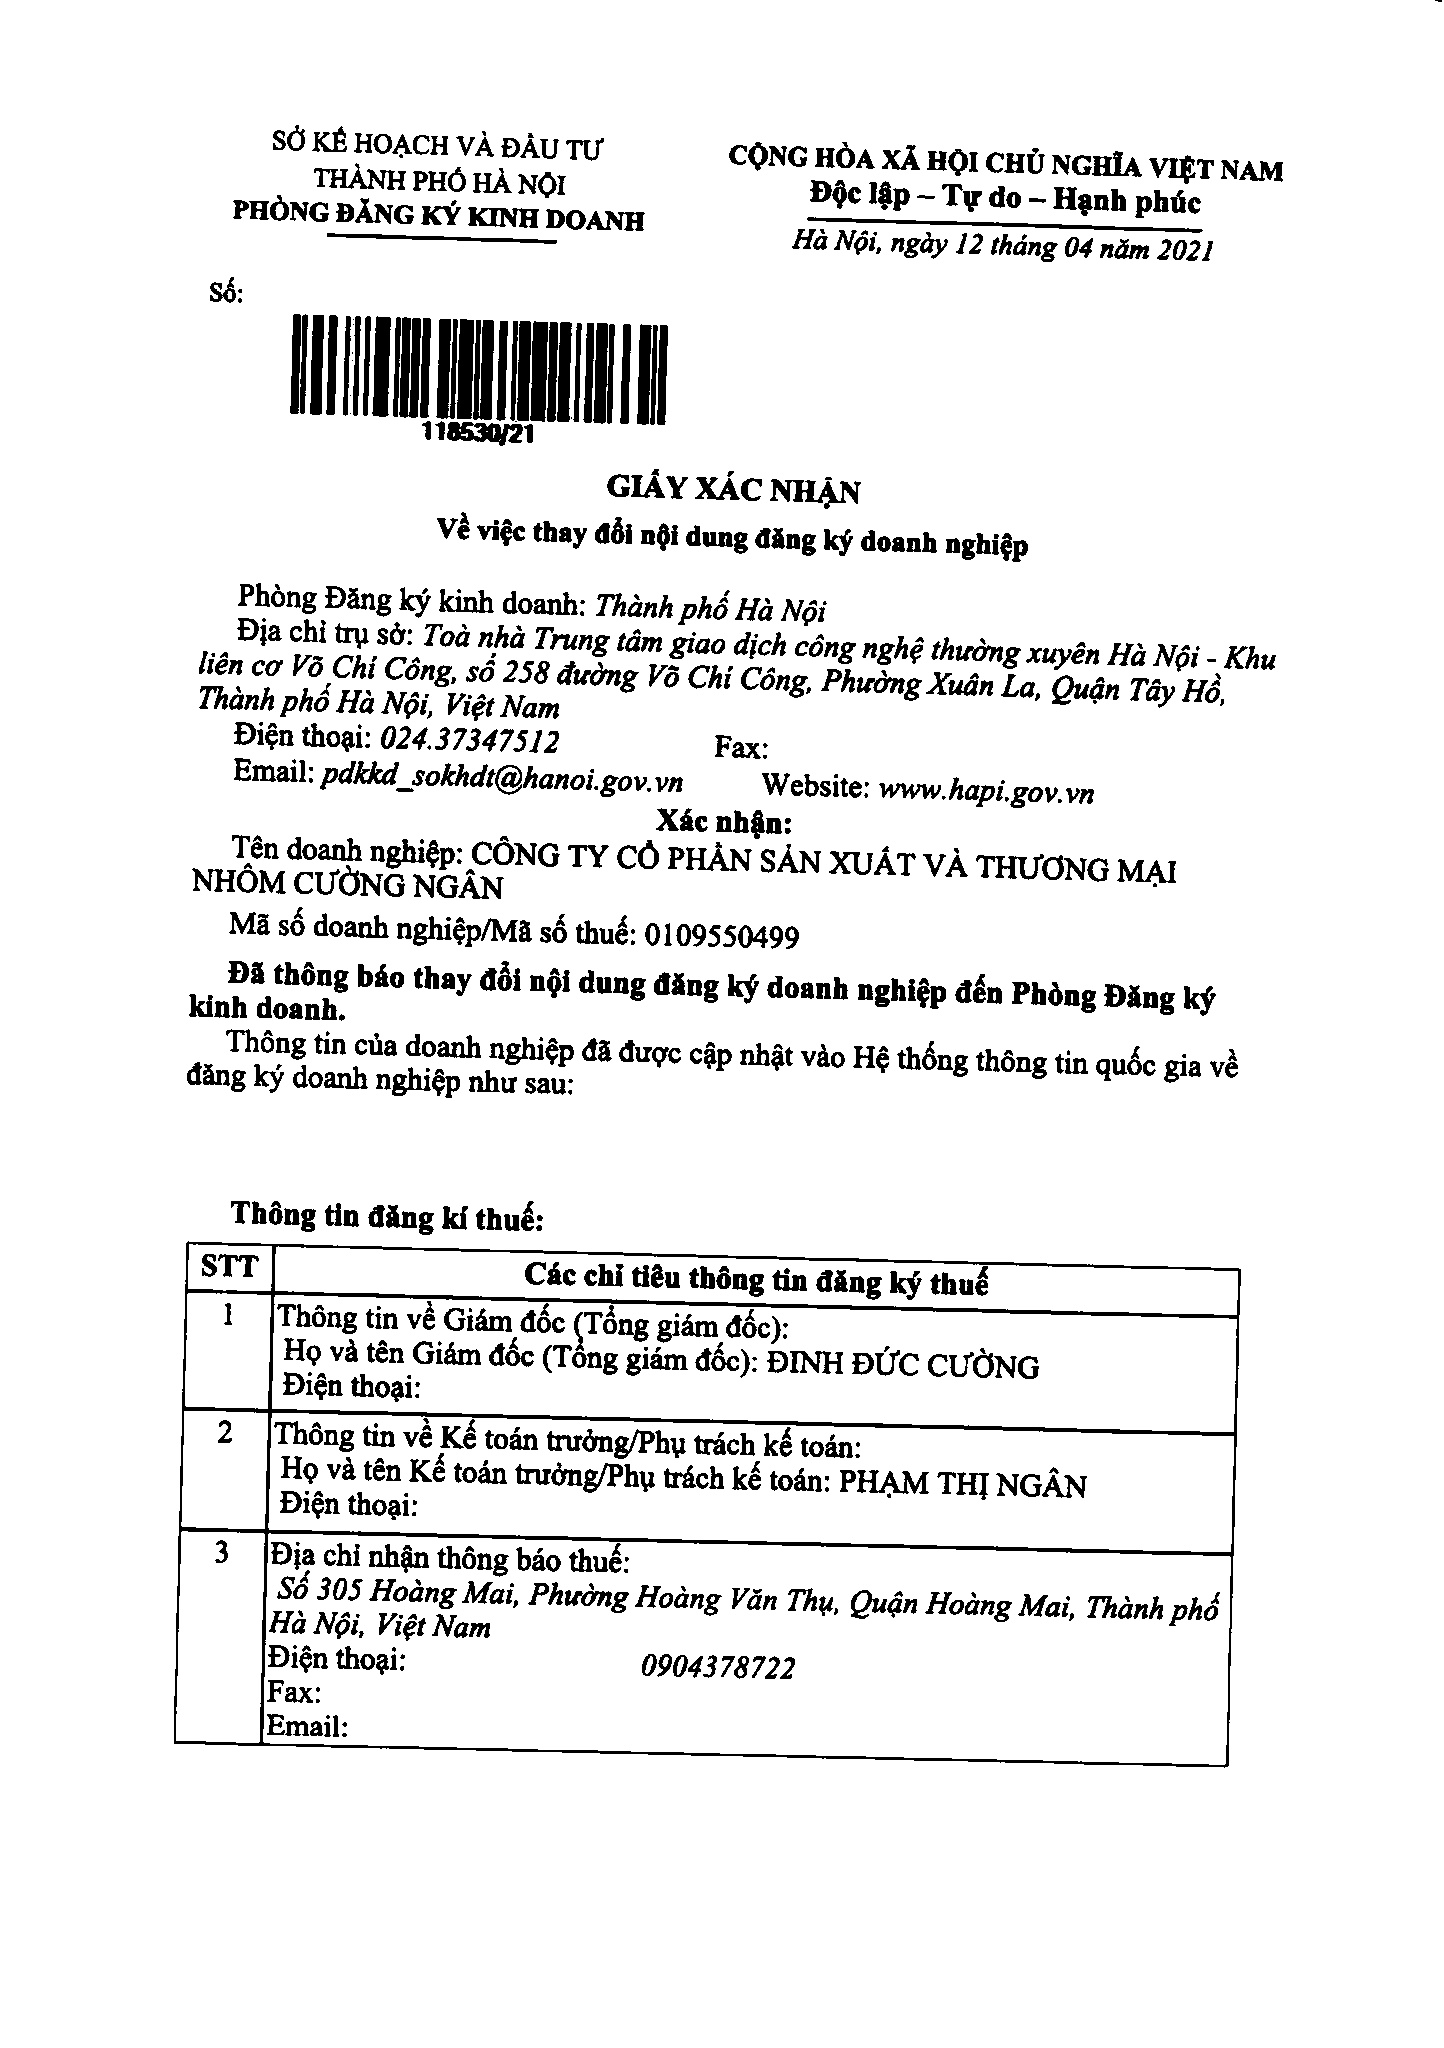 SỞ KẾ HOẠCH VÀ ĐẦU TƯ
THÀNH PHỐ HÀ NỘI
PHÒNG ĐĂNG KÝ KINH DOANH
CỘNG HÒA XÃ HỘI CHỦ NGHĨA VIỆT NAM
Độc lập – Tự do – Hạnh phúc
Hà Nội, ngày 12 tháng 04 năm 2021
Số:
118530/21
GIẤY XÁC NHẬN
Về việc thay đổi nội dung đăng ký doanh nghiệp
Phòng Đăng ký kinh doanh: Thành phố Hà Nội
Địa chỉ trụ sở: Toà nhà Trung tâm giao dịch công nghệ thường xuyên Hà Nội - Khu
liên cơ Võ Chí Công, số 258 đường Võ Chí Công, Phường Xuân La, Quận Tây Hồ,
Thành phố Hà Nội, Việt Nam
Điện thoại: 024.37347512 Fax:
Email: pdkkd_sokhdt@hanoi.gov.vn Website: www.hapi.gov.vn
Xác nhận:
Tên doanh nghiệp: CÔNG TY CỔ PHẦN SẢN XUẤT VÀ THƯƠNG MẠI
NHÔM CƯỜNG NGÂN
Mã số doanh nghiệp/Mã số thuế: 0109550499
Đã thông báo thay đổi nội dung đăng ký doanh nghiệp đến Phòng Đăng ký
kinh doanh.
Thông tin của doanh nghiệp đã được cập nhật vào Hệ thống thông tin quốc gia về
đăng ký doanh nghiệp như sau:
Thông tin đăng kí thuế:
STT Các chỉ tiêu thông tin đăng ký thuế
1 Thông tin về Giám đốc (Tổng giám đốc):
Họ và tên Giám đốc (Tổng giám đốc): ĐINH ĐỨC CƯỜNG
Điện thoại:
2 Thông tin về Kế toán trưởng/Phụ trách kế toán:
Họ và tên Kế toán trưởng/Phụ trách kế toán: PHẠM THỊ NGÂN
Điện thoại:
3 Địa chỉ nhận thông báo thuế:
Số 305 Hoàng Mai, Phường Hoàng Văn Thụ, Quận Hoàng Mai, Thành phố
Hà Nội, Việt Nam
Điện thoại: 0904378722
Fax:
Email: